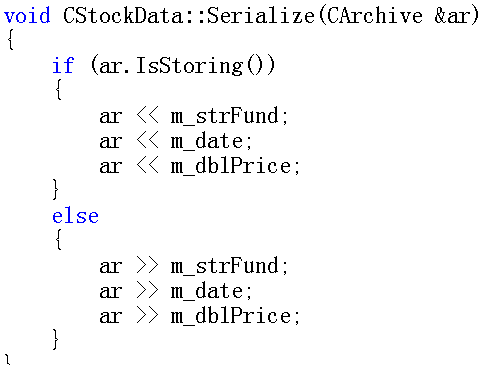 void CStockData::Serialize(CArchive &ar)
{
    if (ar.IsStoring())
    {
        ar << m_strFund;
        ar << m_date;
        ar << m_dblPrice;
    }
    else
    {
        ar >> m_strFund;
        ar >> m_date;
        ar >> m_dblPrice;
    }
}